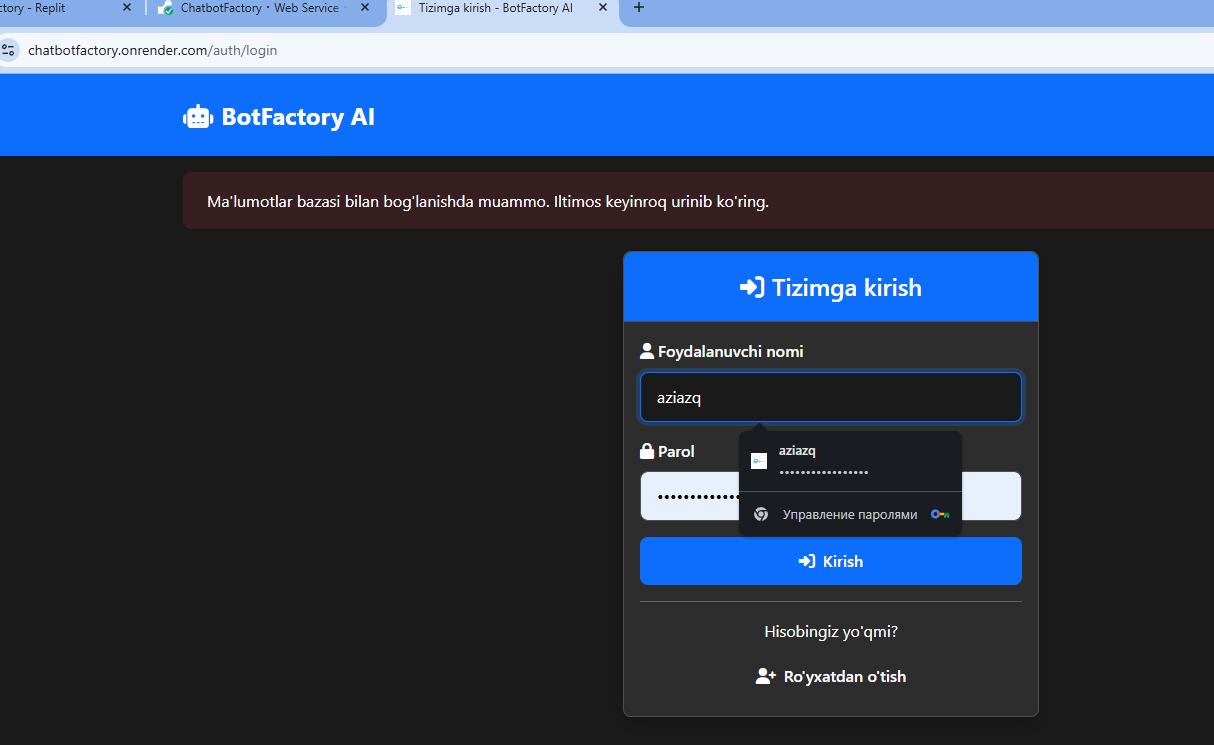 ctory - Replit
ChatbotFactory · Web Service
Tizimga kirish - BotFactory AI
chatbotfactory.onrender.com/auth/login
BotFactory AI
Ma'lumotlar bazasi bilan bog'lanishda muammo. Iltimos keyinroq urinib ko'ring.
Tizimga kirish
Foydalanuvchi nomi
aziazq
Parol
aziazq
•••••••••••••••••
•••••••••••••
Управление паролями
Kirish
Hisobingiz yo'qmi?
Ro'yxatdan o'tish